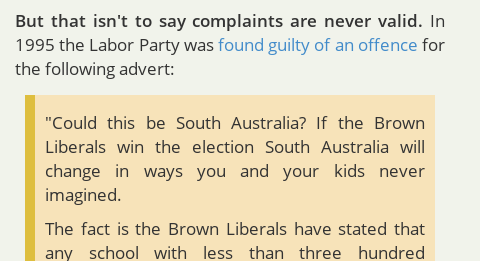 But that isn't to say complaints are never valid. In
1995 the Labor Party was found guilty of an offence for
the following advert:
"Could this be South Australia? If the Brown
Liberals win the election South Australia will
change in ways you and your kids never
imagined.
The fact is the Brown Liberals have stated that
any school with less than three hundred